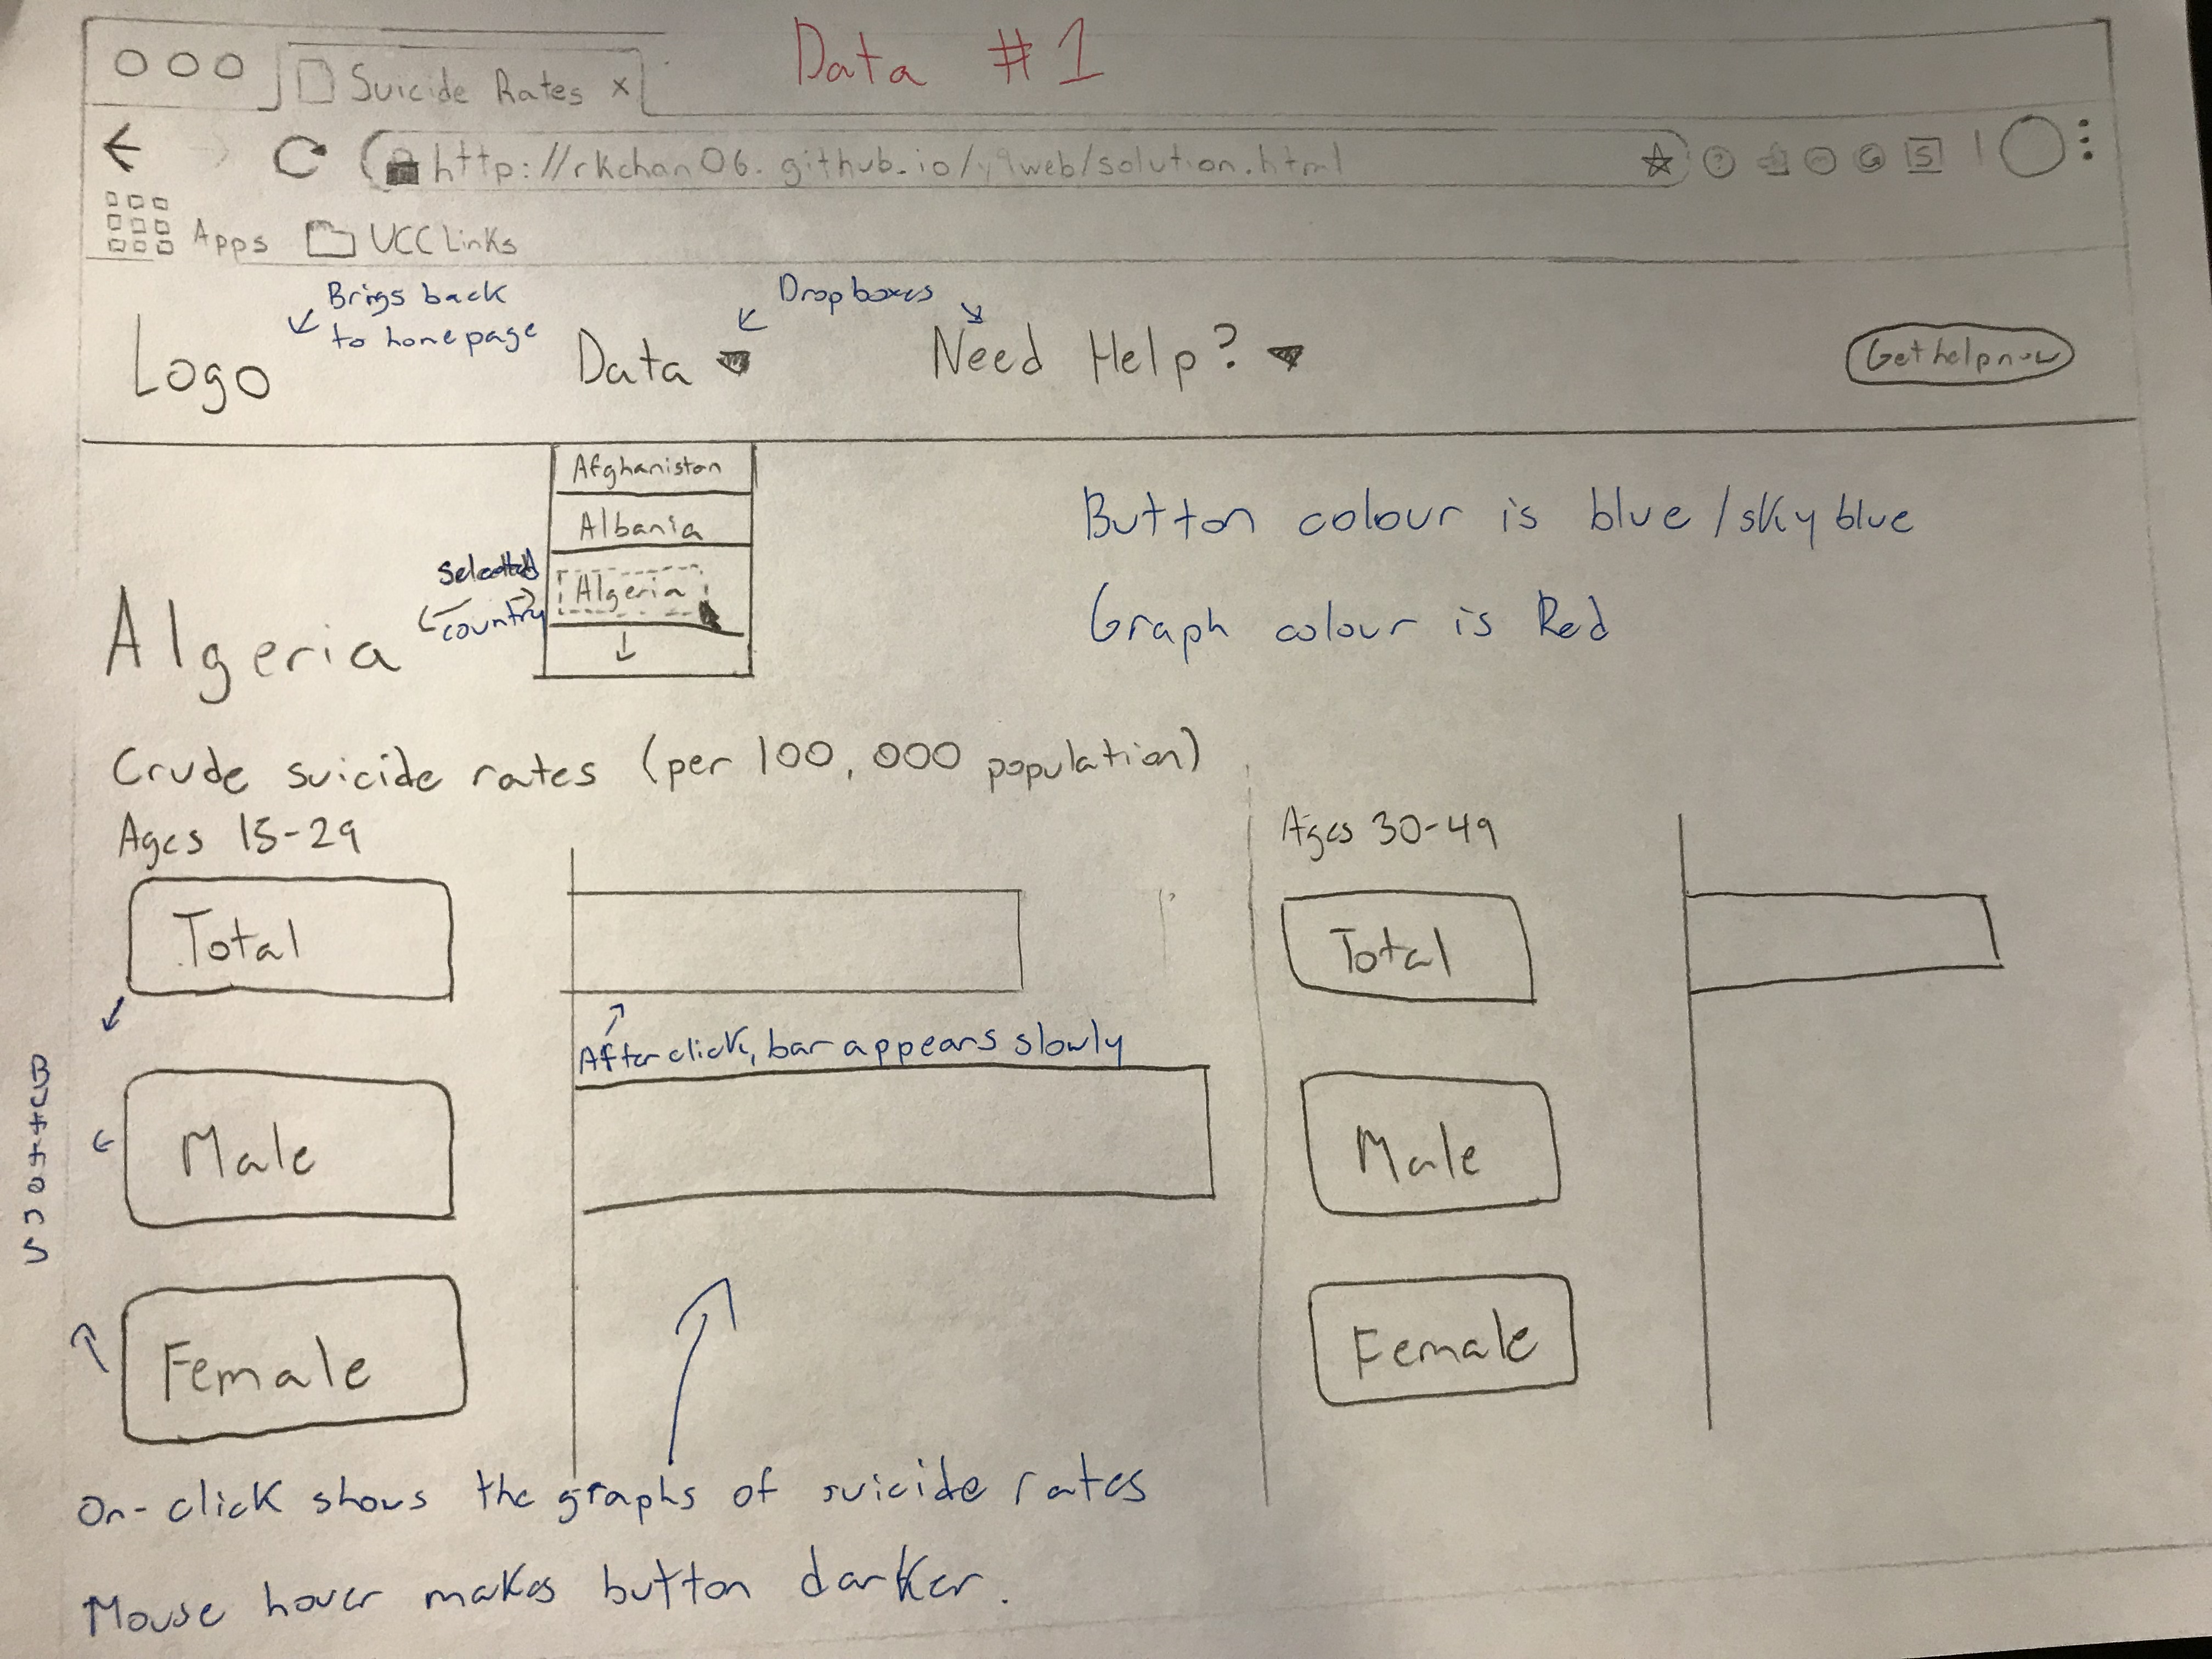 Data #1
Suicide Rates x
http://rkchan06.github.io/y9web/solution.html
Apps UCC Links
Brings back
to homepage
Dropboxes
Logo Data Need Help? Get help now
Afghanistan
Albania
Algeria
selected
country
Algeria
Button colour is blue/sky blue
Graph colour is Red
Crude suicide rates (per 100,000 population)
Ages 15-29
Ages 30-49
Total
Total
After click, bar appears slowly
Male
Male
Female
Female
Buttons
On-click shows the graphs of suicide rates
Mouse hover makes button darker.